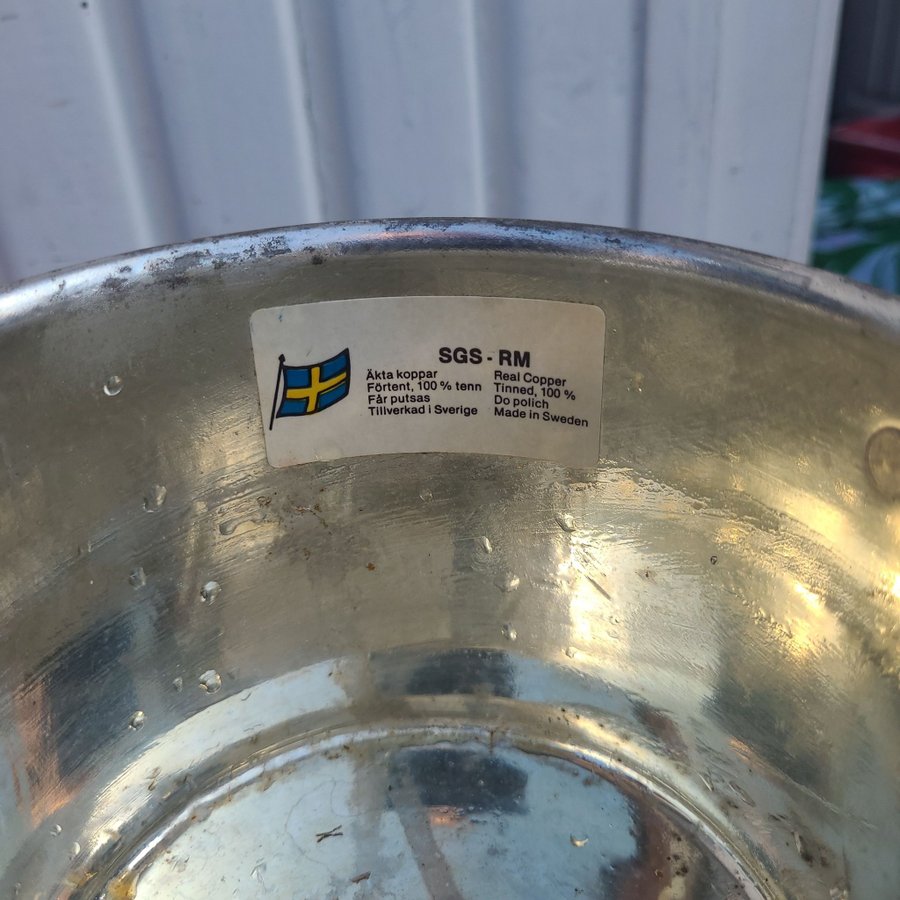 SGS - RM
Äkta koppar
Förtent, 100 % tenn
Får putsas
Tillverkad i Sverige
Real Copper
Tinned, 100 %
Do polich
Made in Sweden